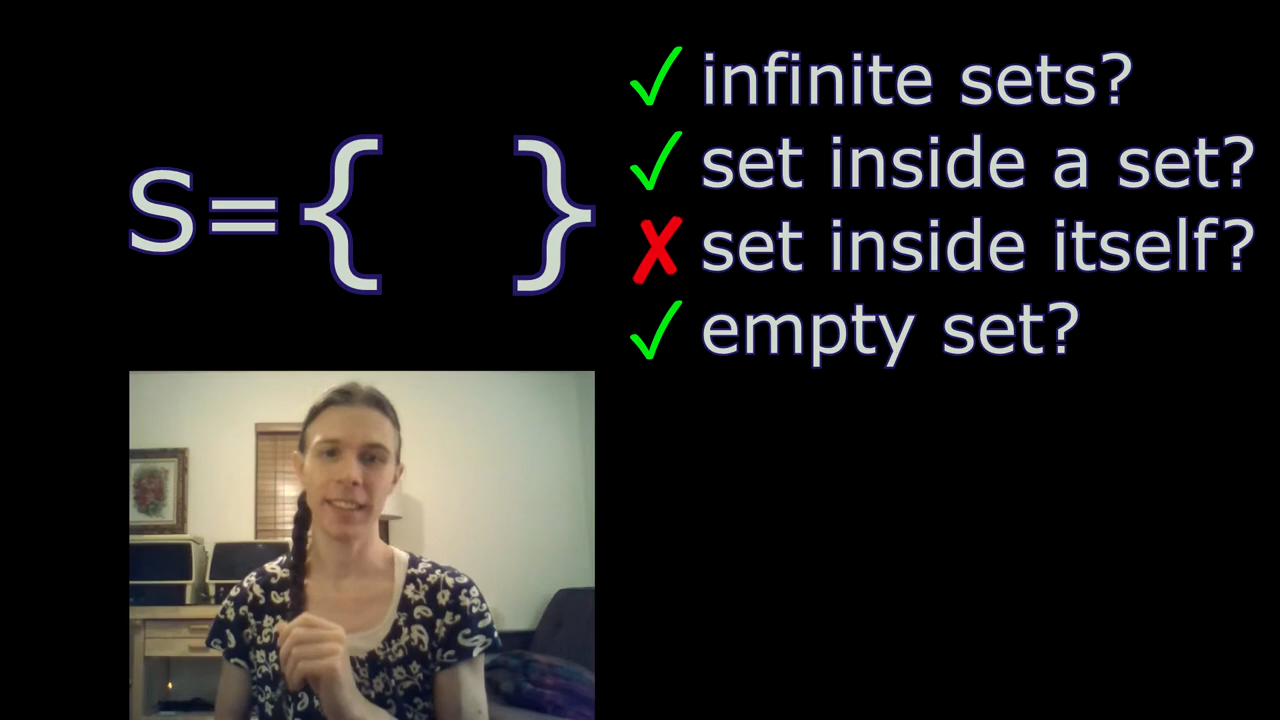 S={ }
✓ infinite sets?
✓ set inside a set?
✗ set inside itself?
✓ empty set?